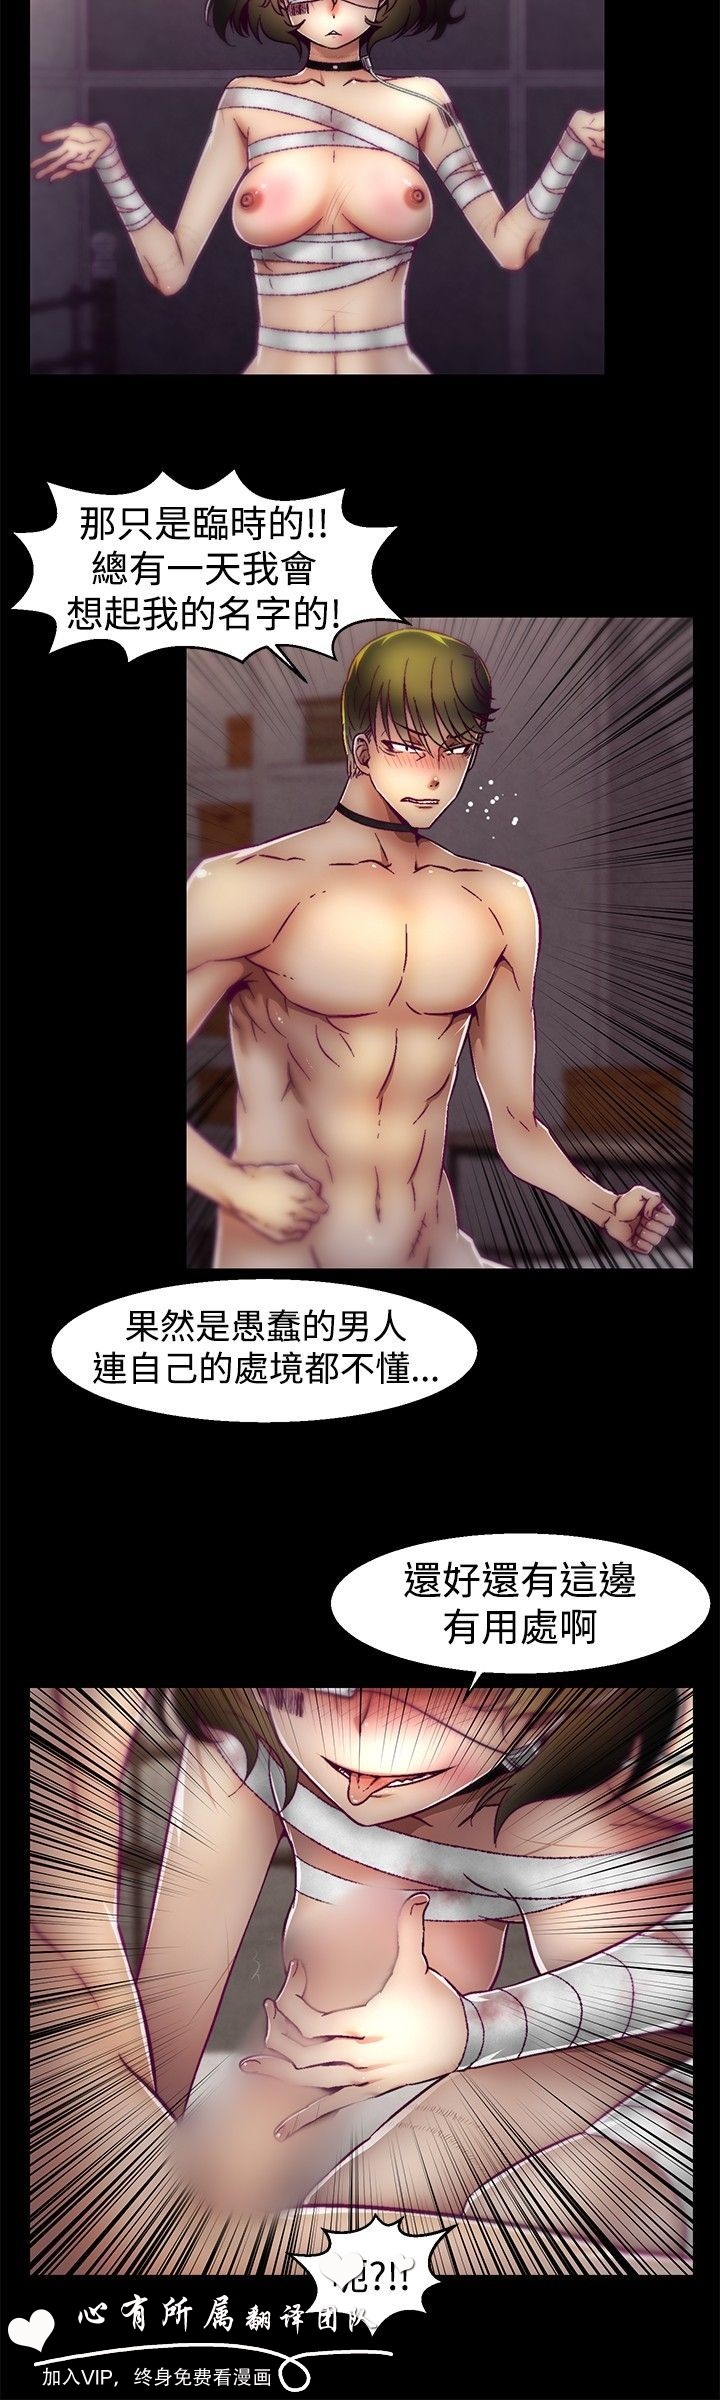 那只是臨時的!!
總有一天我會
想起我的名字的!
果然是愚蠢的男人
連自己的處境都不懂...
還好還有這邊
有用處啊
呃?!!
心有所属翻译团队
加入VIP，终身免费看漫画